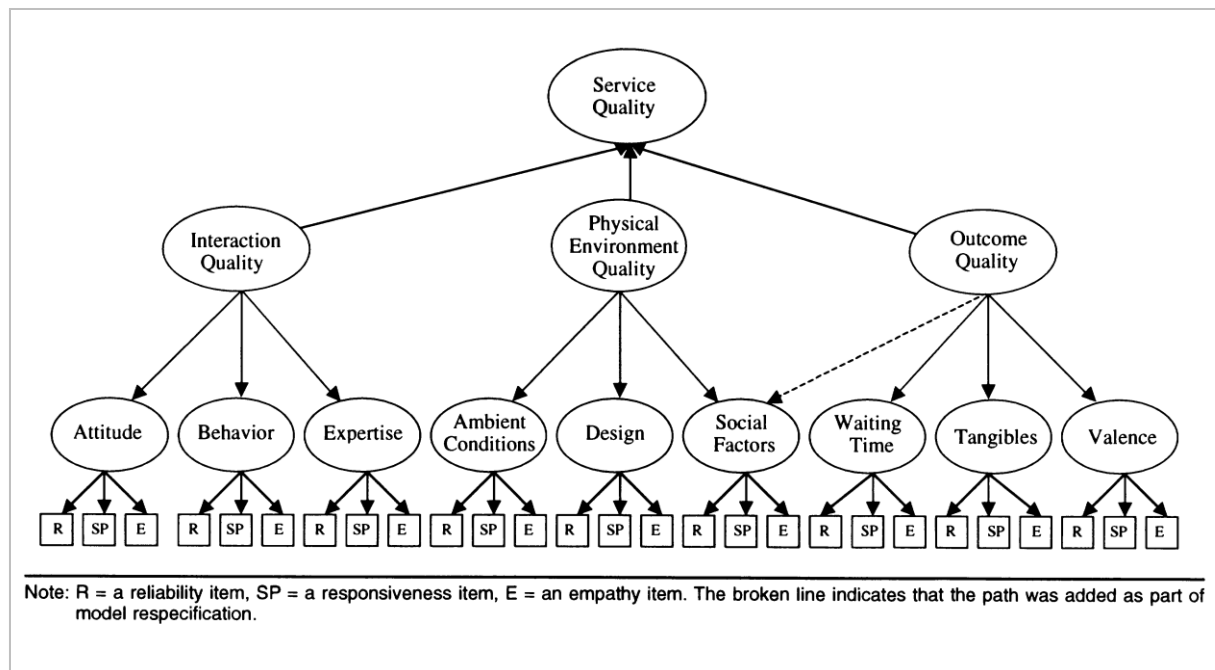 Service
Quality
Interaction
Quality
Physical
Environment
Quality
Outcome
Quality
Attitude
Behavior
Expertise
Ambient
Conditions
Design
Social
Factors
Waiting
Time
Tangibles
Valence
R SP E R SP E R SP E R SP E R SP E R SP E R SP E R SP E R SP E
Note: R = a reliability item, SP = a responsiveness item, E = an empathy item. The broken line indicates that the path was added as part of
model respecification.